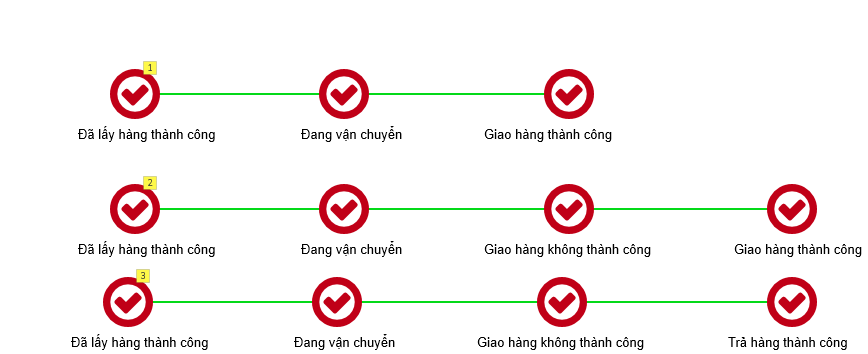 1
Đã lấy hàng thành công Đang vận chuyển Giao hàng thành công
2
Đã lấy hàng thành công Đang vận chuyển Giao hàng không thành công Giao hàng thành công
3
Đã lấy hàng thành công Đang vận chuyển Giao hàng không thành công Trả hàng thành công